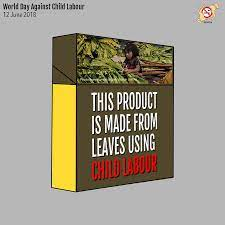 World Day Against Child Labour
12 June 2018
THIS PRODUCT
IS MADE FROM
LEAVES USING
CHILD LABOUR